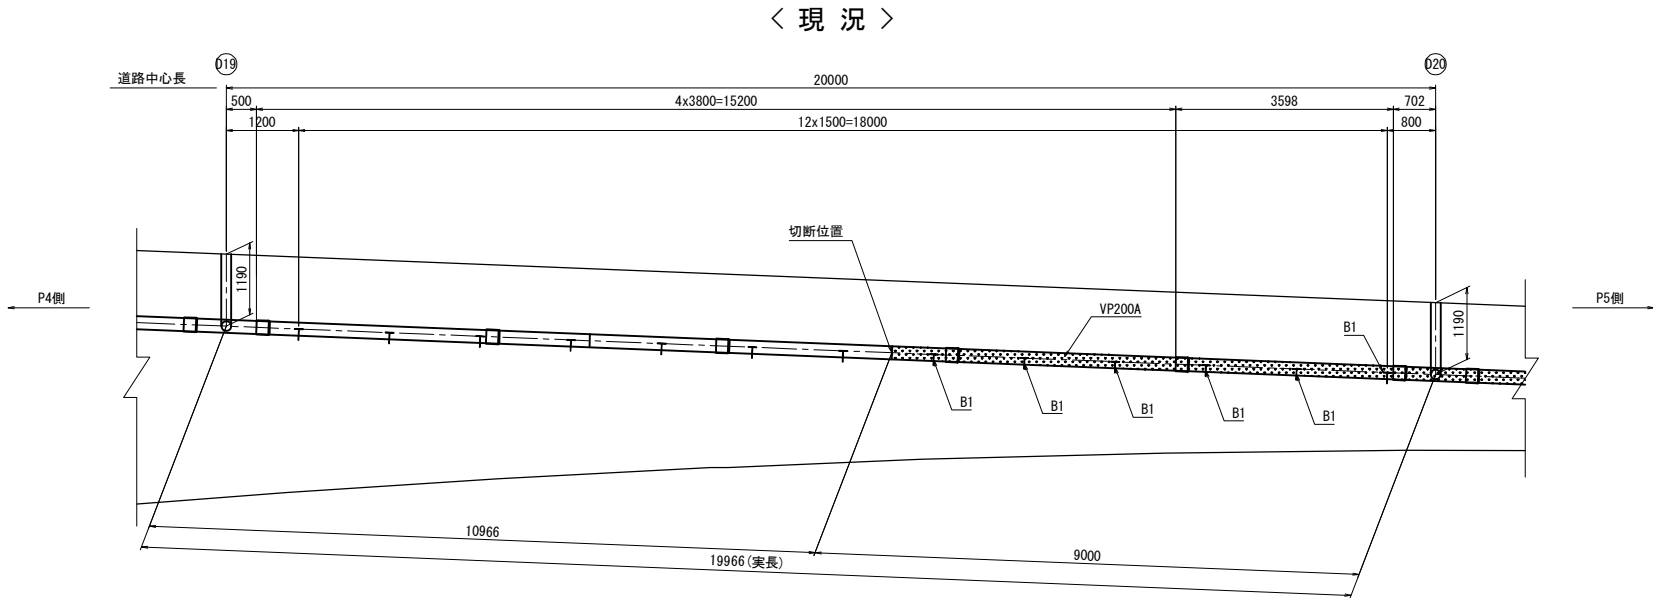 〈 現 況 〉
D19
D20
道路中心長
20000
500
4x3800=15200
3598
702
1200
12x1500=18000
800
切断位置
1190
P4側
P5側
VP200A
1190
B1
B1
B1
B1
B1
B1
10966
9000
19966(実長)